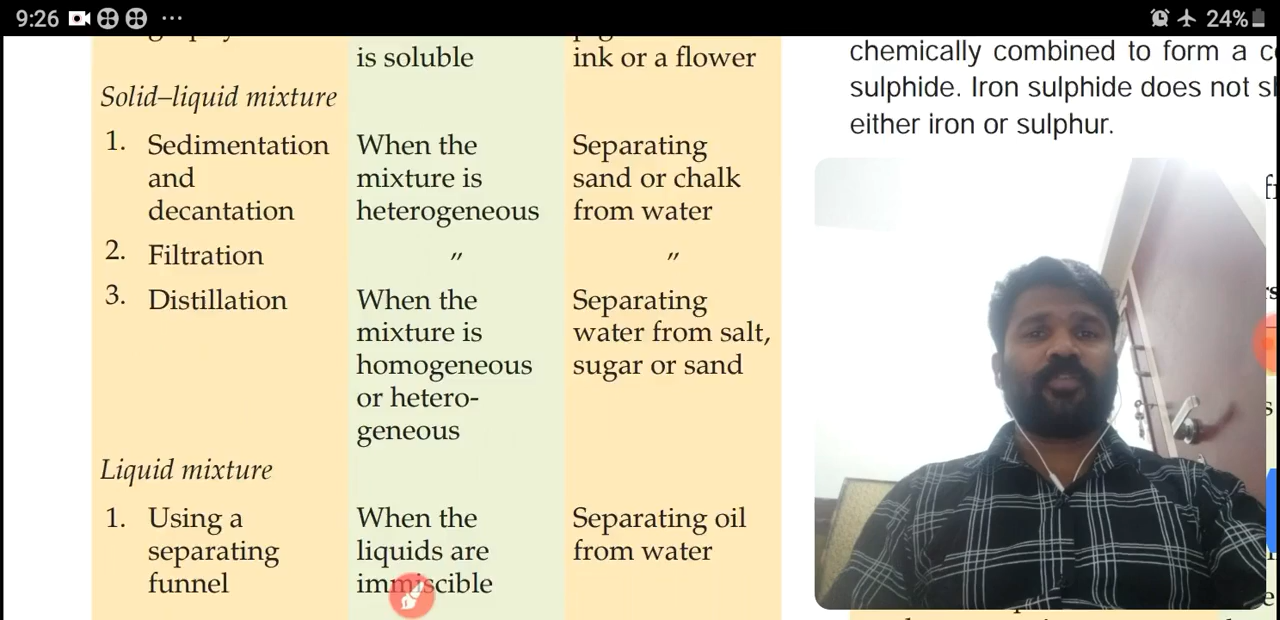 9:26
24%
is soluble
ink or a flower
Solid–liquid mixture
1. Sedimentation and decantation
When the mixture is heterogeneous
Separating sand or chalk from water
2. Filtration
″
″
3. Distillation
When the mixture is homogeneous or hetero-geneous
Separating water from salt, sugar or sand
Liquid mixture
1. Using a separating funnel
When the liquids are immiscible
Separating oil from water
chemically combined to form a
sulphide. Iron sulphide does not
either iron or sulphur.